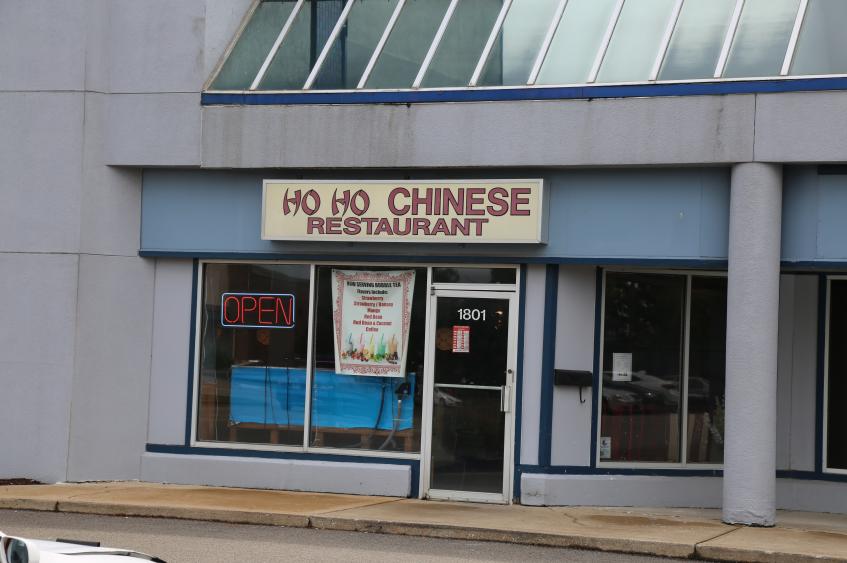 HO HO CHINESE
RESTAURANT
OPEN
NOW SERVING BUBBLE TEA
Flavors Include:
Strawberry
Strawberry / Banana
Mango
Red Bean
Red Bean & Coconut
Coffee
1801